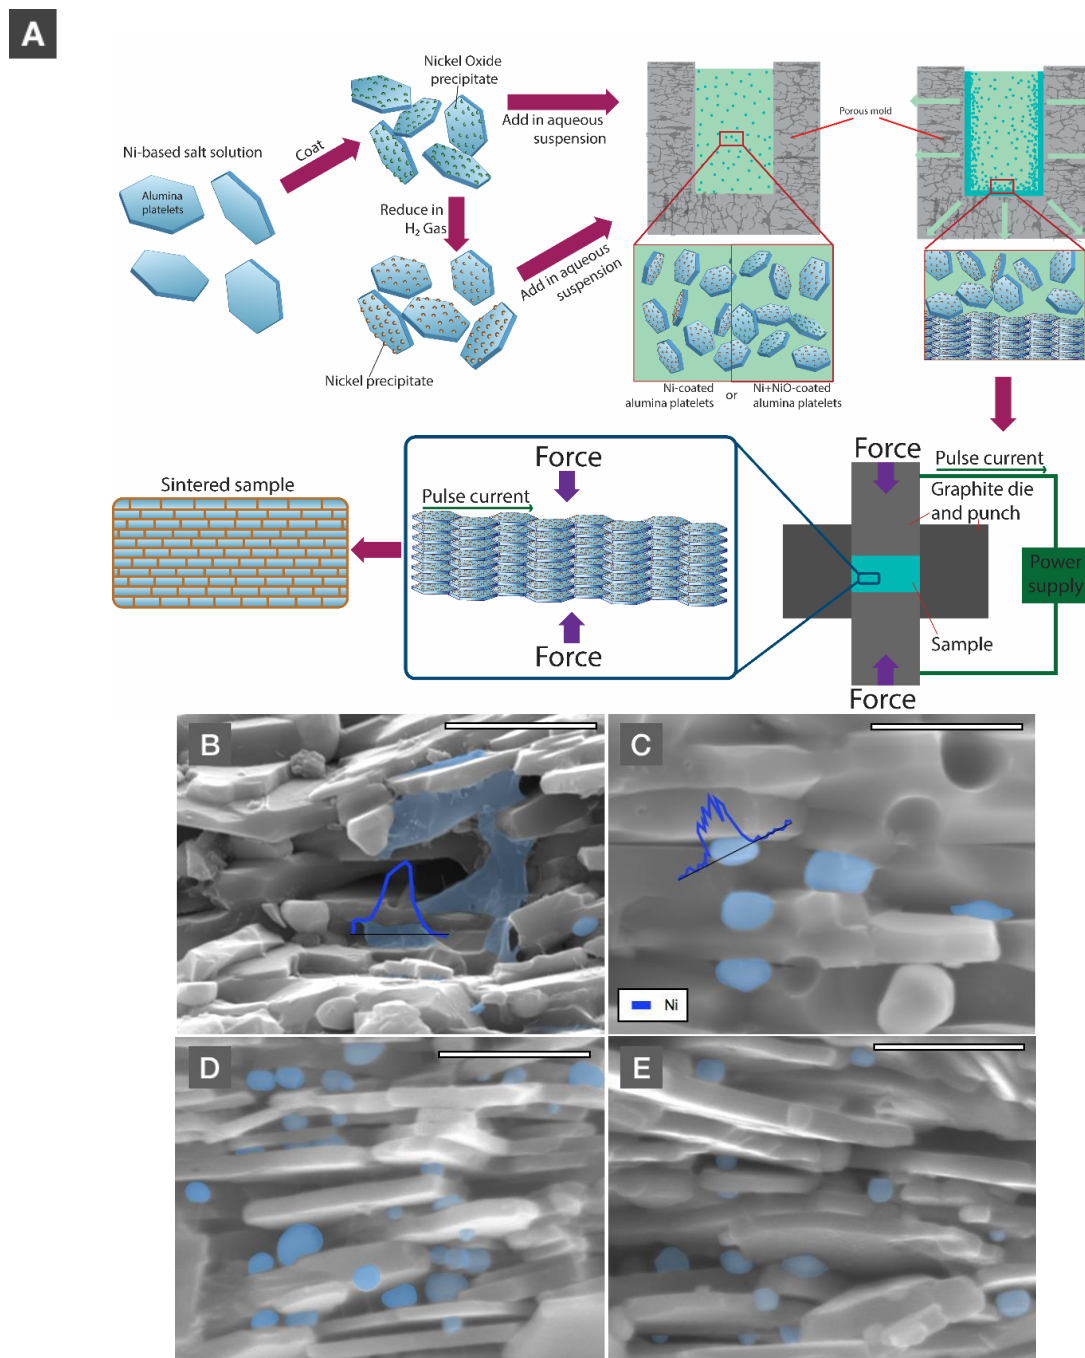 A
Nickel Oxide
precipitate
Ni-based salt solution
Coat
Alumina
platelets
Add in aqueous
suspension
Reduce in
H₂ Gas
Add in aqueous
suspension
Nickel precipitate
Porous mold
Ni-coated
alumina platelets
or
Ni+NiO-coated
alumina platelets
Force
Pulse current
Graphite die
and punch
Power
supply
Sample
Force
Force
Pulse current
Force
Sintered sample
B
C
Ni
D
E